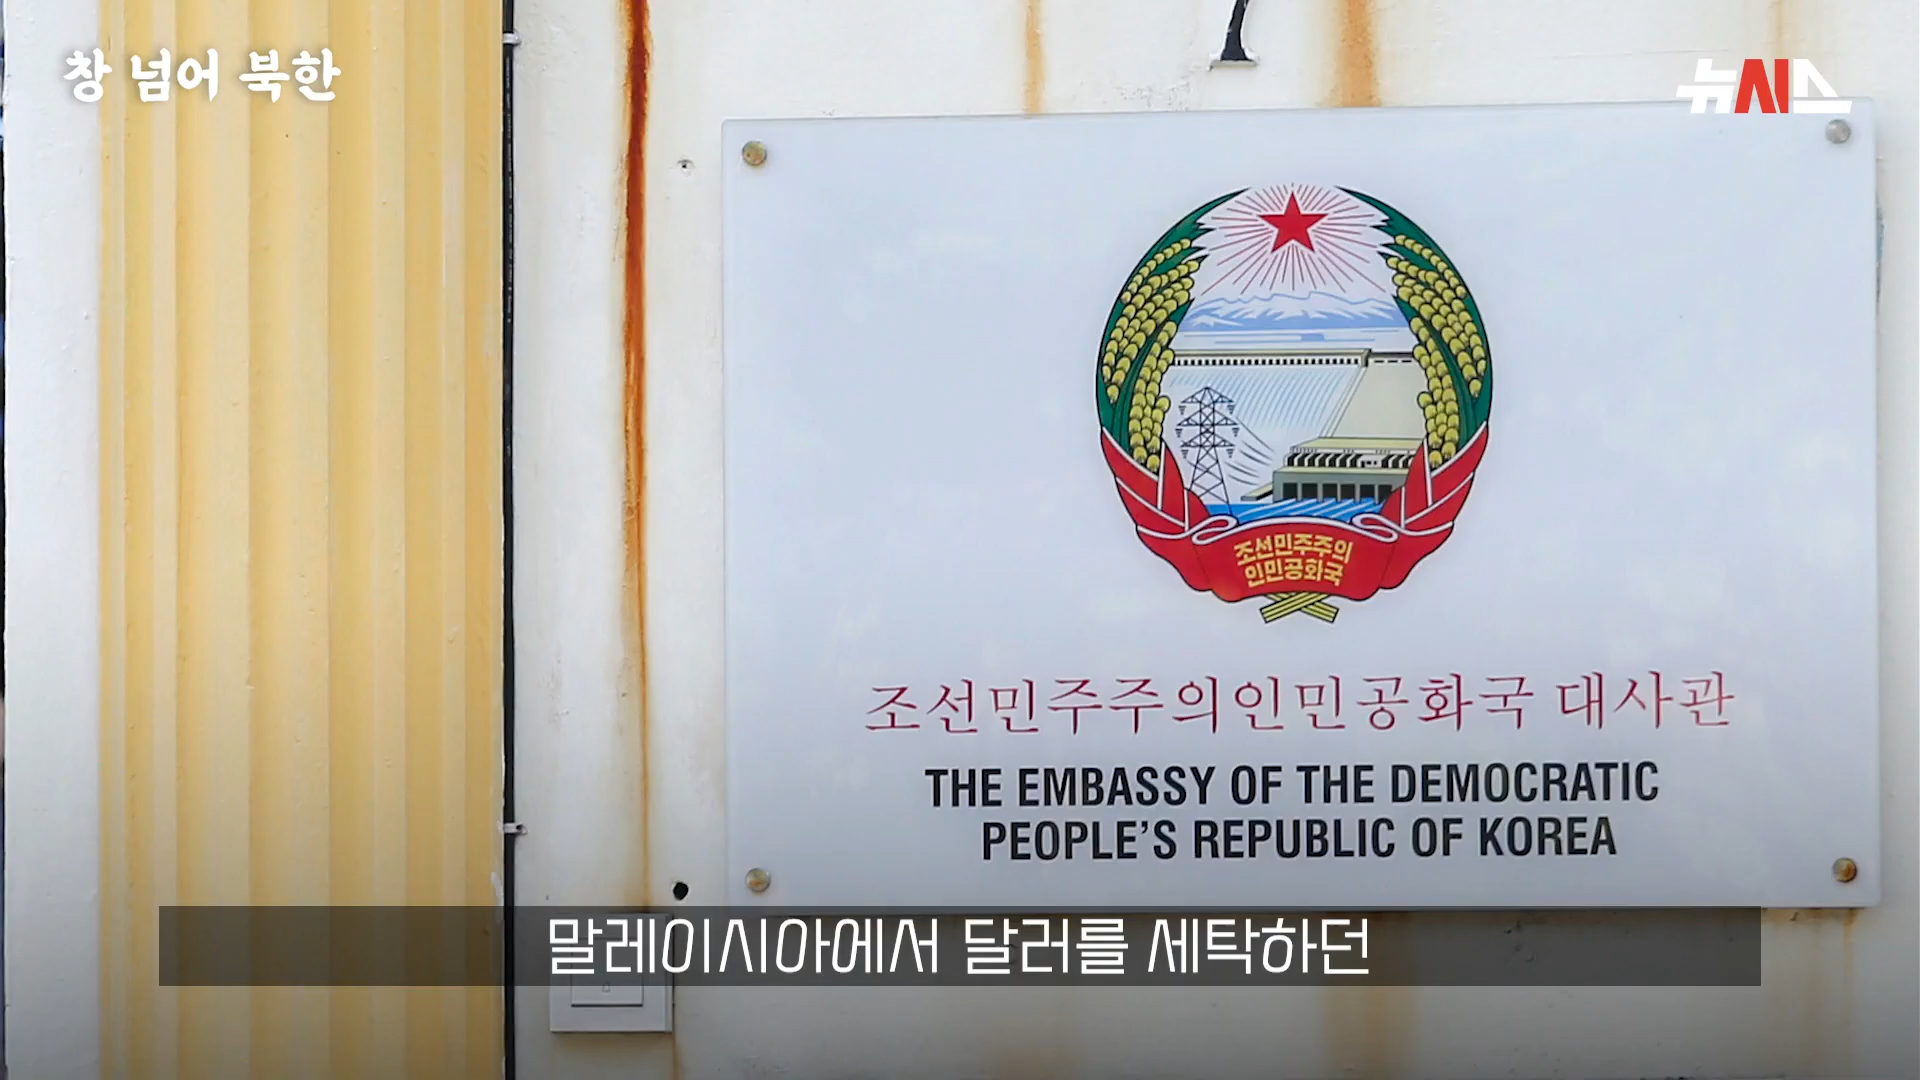 창 넘어 북한
뉴시스
조선민주주의
인민공화국
조선민주주의인민공화국 대사관
THE EMBASSY OF THE DEMOCRATIC
PEOPLE'S REPUBLIC OF KOREA
말레이시아에서 달러를 세탁하던